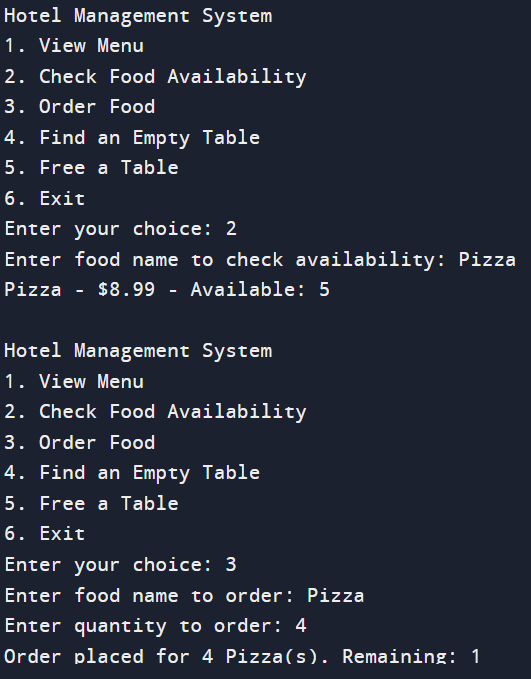 Hotel Management System
1. View Menu
2. Check Food Availability
3. Order Food
4. Find an Empty Table
5. Free a Table
6. Exit
Enter your choice: 2
Enter food name to check availability: Pizza
Pizza - $8.99 - Available: 5

Hotel Management System
1. View Menu
2. Check Food Availability
3. Order Food
4. Find an Empty Table
5. Free a Table
6. Exit
Enter your choice: 3
Enter food name to order: Pizza
Enter quantity to order: 4
Order placed for 4 Pizza(s). Remaining: 1